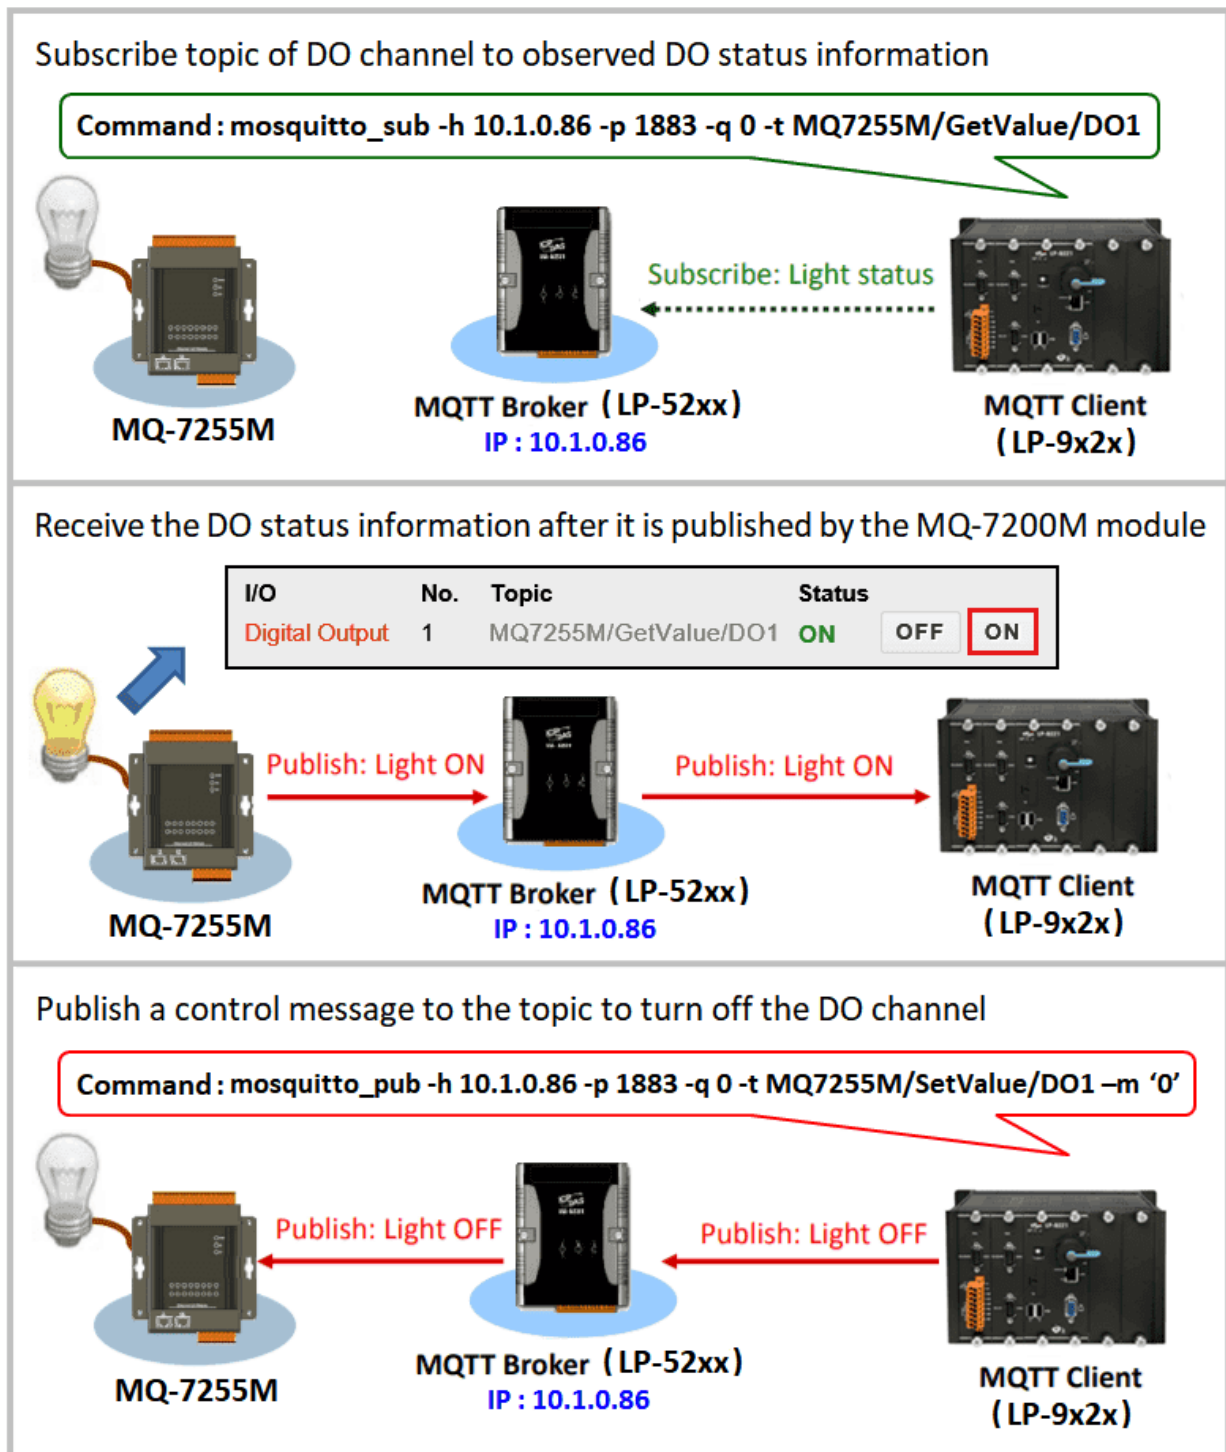 Subscribe topic of DO channel to observed DO status information
Command : mosquitto_sub -h 10.1.0.86 -p 1883 -q 0 -t MQ7255M/GetValue/DO1
Subscribe: Light status
MQ-7255M
MQTT Broker ( LP-52xx )
IP : 10.1.0.86
MQTT Client
( LP-9x2x )
Receive the DO status information after it is published by the MQ-7200M module
I/O No. Topic Status
Digital Output 1 MQ7255M/GetValue/DO1 ON OFF ON
Publish: Light ON
Publish: Light ON
MQ-7255M
MQTT Broker ( LP-52xx )
IP : 10.1.0.86
MQTT Client
( LP-9x2x )
Publish a control message to the topic to turn off the DO channel
Command : mosquitto_pub -h 10.1.0.86 -p 1883 -q 0 -t MQ7255M/SetValue/DO1 –m ‘0’
Publish: Light OFF
Publish: Light OFF
MQ-7255M
MQTT Broker ( LP-52xx )
IP : 10.1.0.86
MQTT Client
( LP-9x2x )